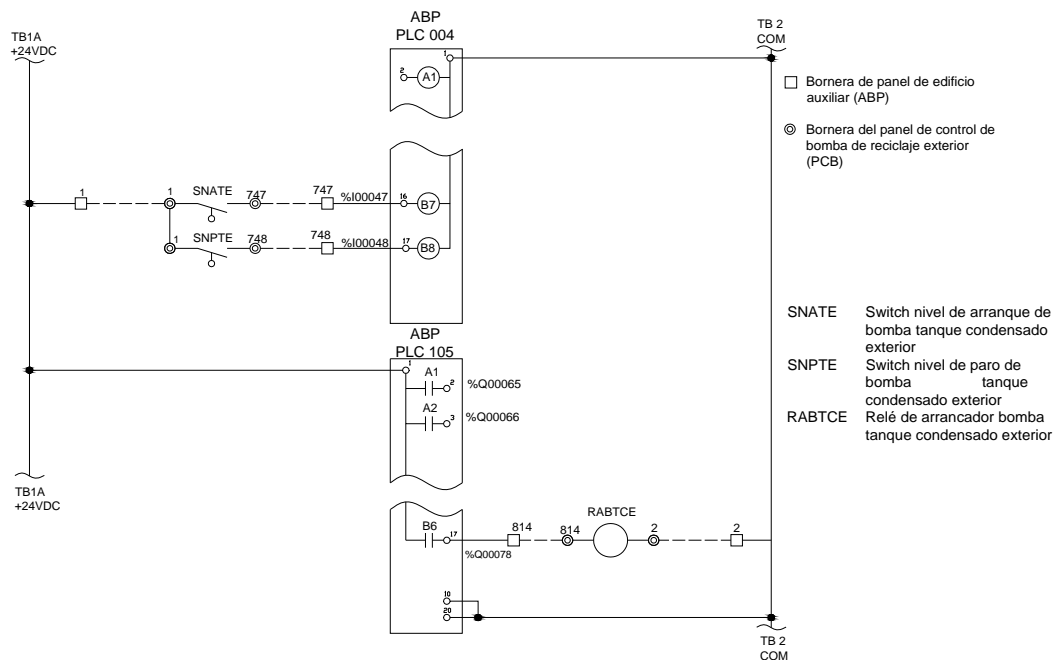 ABP
PLC 004
TB1A
+24VDC
TB 2
COM
1
2
A1
Bornera de panel de edificio
auxiliar (ABP)
Bornera del panel de control de
bomba de reciclaje exterior
(PCB)
1
1
SNATE
747
747
%I00047
16
B7
1
SNPTE
748
748
%I00048
17
B8
SNATE
Switch nivel de arranque de
bomba tanque condensado
exterior
SNPTE
Switch nivel de paro de
bomba tanque
condensado exterior
RABTCE
Relé de arrancador bomba
tanque condensado exterior
ABP
PLC 105
1
A1
2
%Q00065
A2
3
%Q00066
TB1A
+24VDC
B6
17
%Q00078
814
814
RABTCE
2
2
10
20
TB 2
COM